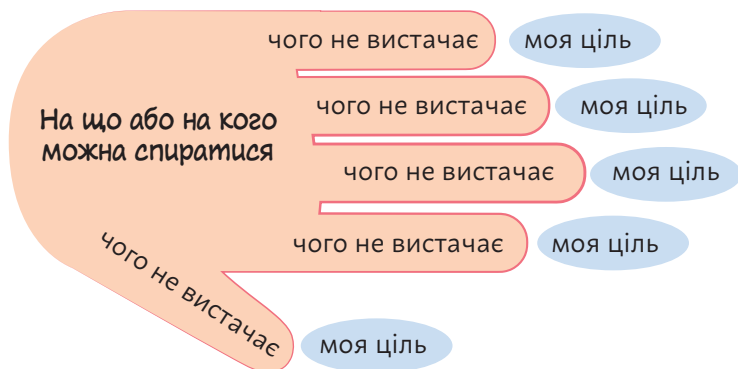 чого не вистачає
моя ціль
чого не вистачає
моя ціль
На що або на кого
можна спиратися
чого не вистачає
моя ціль
чого не вистачає
моя ціль
чого не вистачає
моя ціль